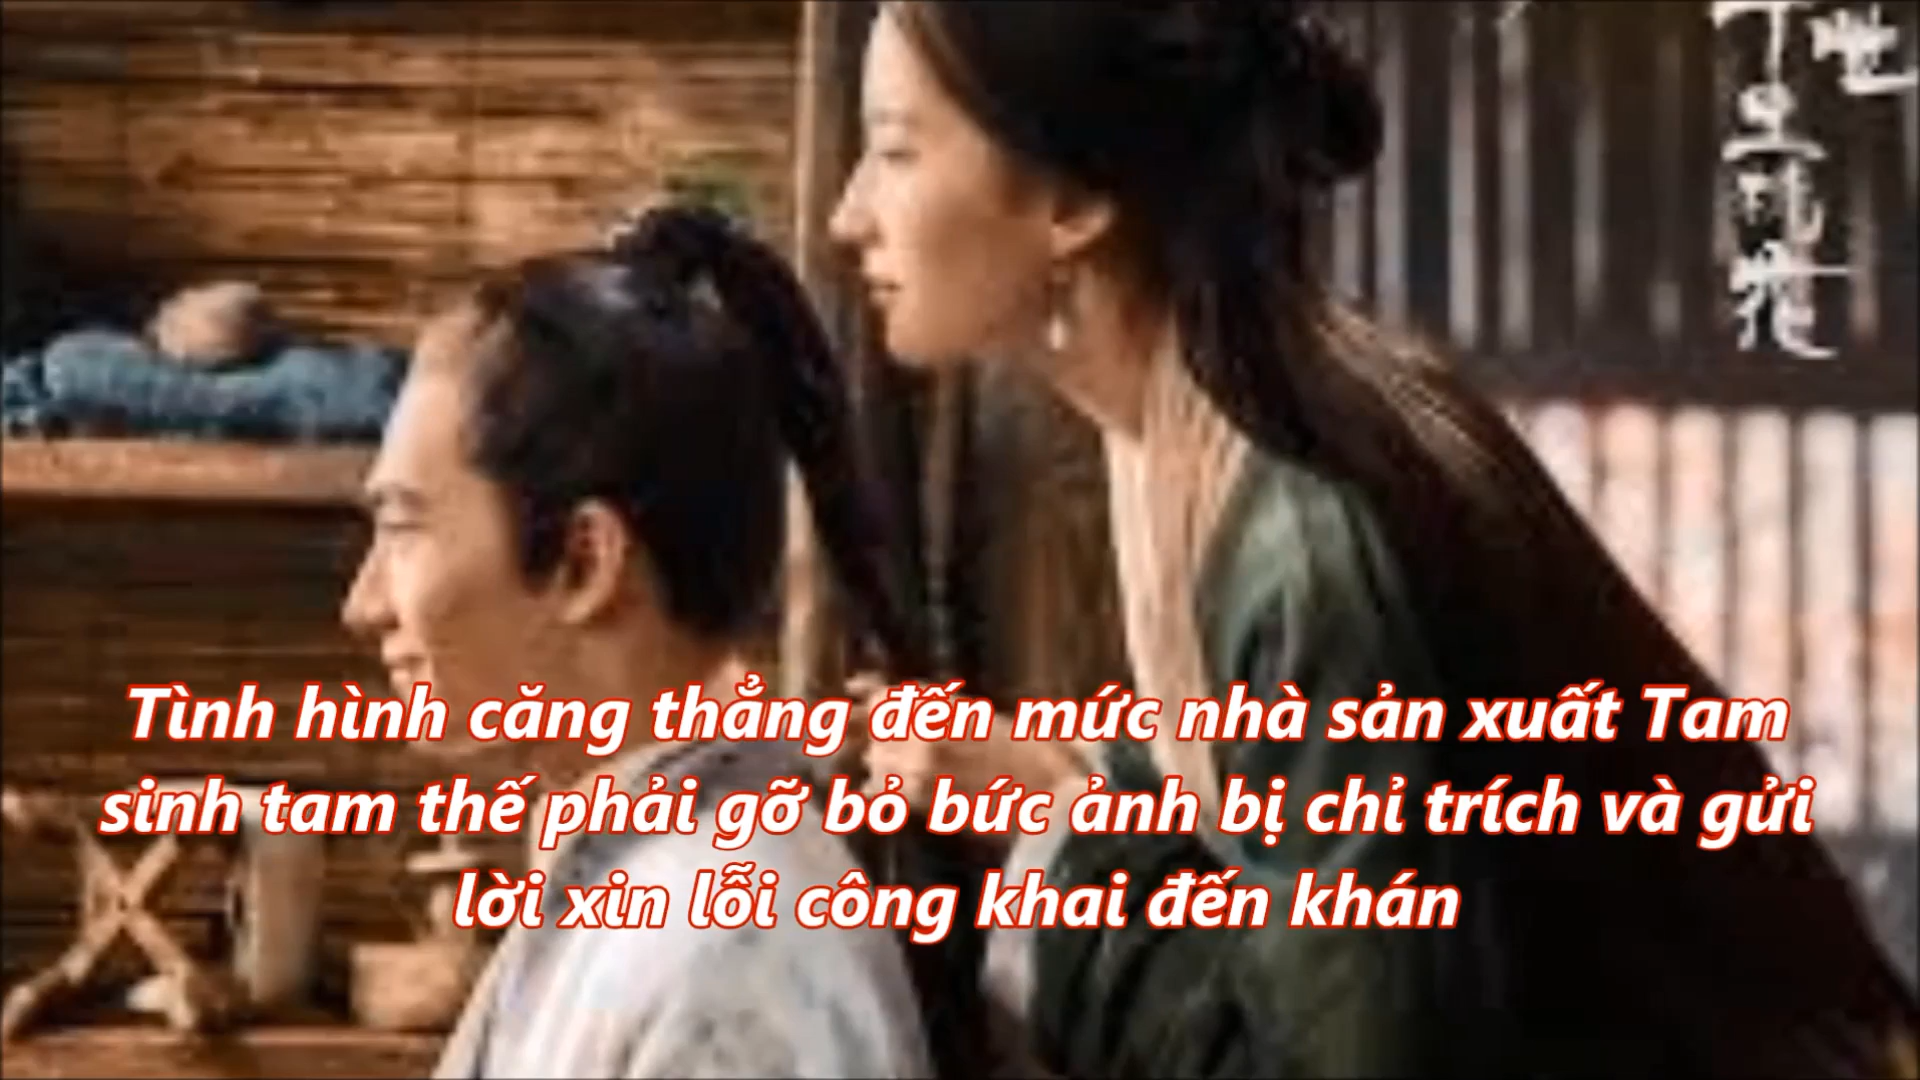 Tình hình căng thẳng đến mức nhà sản xuất Tam
sinh tam thế phải gỡ bỏ bức ảnh bị chỉ trích và gửi
lời xin lỗi công khai đến khán